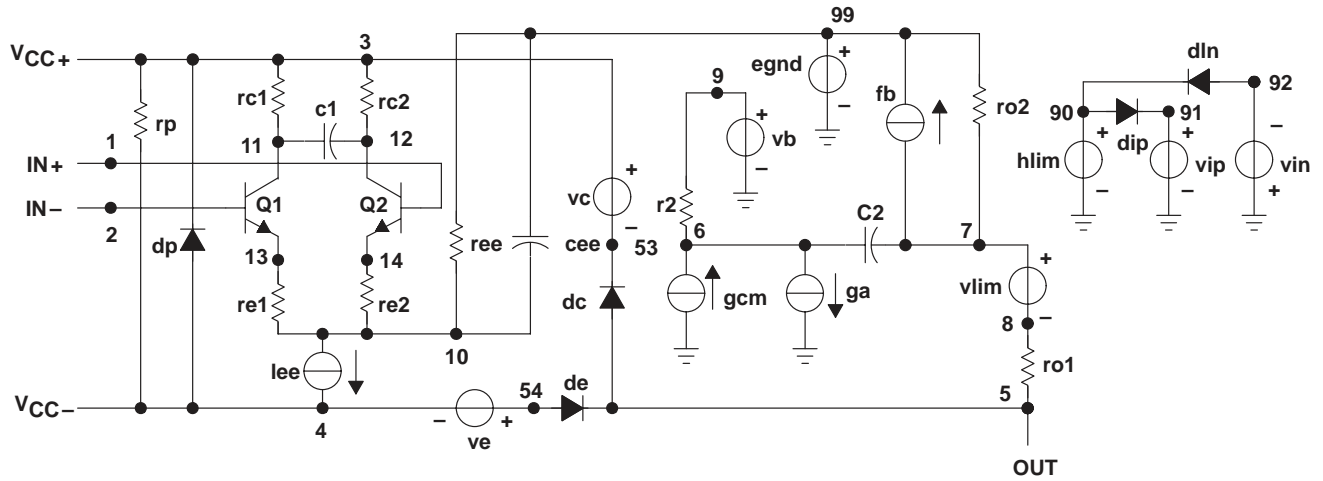 99
VCC+
3
egnd
+
–
fb
ro2
dln
92
9
rc1
c1
rc2
rp
+
vb
–
90
91
1
11
12
IN+
+
hlim
–
dip
+
vip
–
–
vin
+
IN–
Q1
Q2
vc
+
–
r2
C2
2
dp
ree
cee
53
6
7
13
14
re1
re2
dc
gcm
ga
vlim
+
–
8
10
Iee
54
de
ro1
5
VCC–
4
–
+
ve
OUT